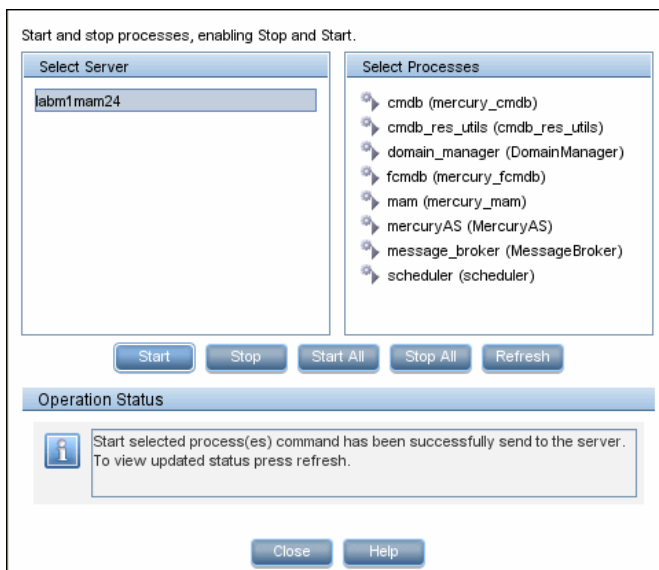 Start and stop processes, enabling Stop and Start.
Select Server
labm1mam24
Select Processes
cmdb (mercury_cmdb)
cmdb_res_utils (cmdb_res_utils)
domain_manager (DomainManager)
fcmdb (mercury_fcmdb)
mam (mercury_mam)
mercuryAS (MercuryAS)
message_broker (MessageBroker)
scheduler (scheduler)
Start
Stop
Start All
Stop All
Refresh
Operation Status
Start selected process(es) command has been successfully send to the server.
To view updated status press refresh.
Close
Help